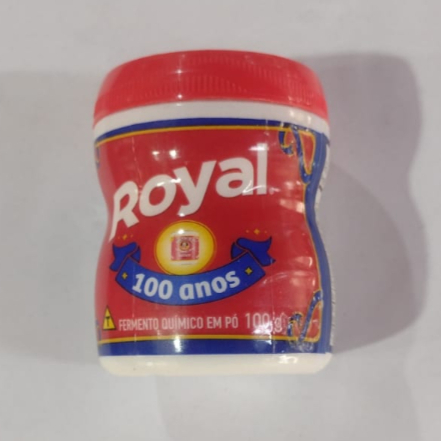 Royal
100 anos
T
FERMENTO QUÍMICO EM PÓ 100g